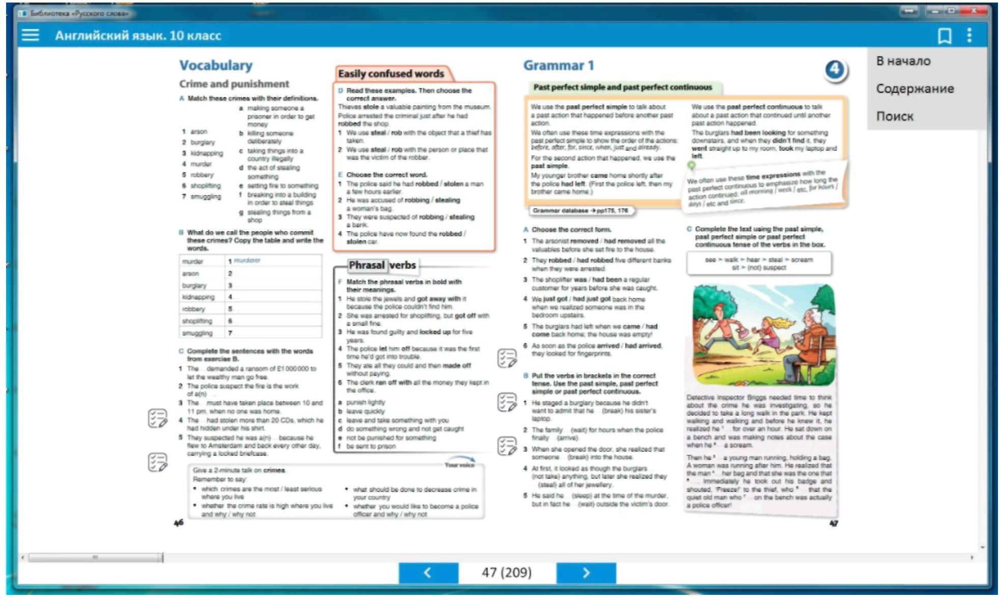 Библиотека «Русского слова»
Английский язык. 10 класс
В начало
Содержание
Поиск
Vocabulary
Crime and punishment
A Match these crimes with their definitions.
1 arson
2 burglary
3 kidnapping
4 murder
5 robbery
6 shoplifting
7 smuggling
a making someone a
prisoner in order to get
money
b killing someone
deliberately
c taking things into a
country illegally
d the act of stealing
something
e setting fire to something
f breaking into a building
in order to steal things
g stealing things from a
shop
B What do we call the people who commit
these crimes? Copy the table and write the
words.
murder 1 murderer
arson 2 ...
burglary 3 ...
kidnapping 4 ...
robbery 5 ...
shoplifting 6 ...
smuggling 7 ...
C Complete the sentences with the words
from exercise B.
1 The ... demanded a ransom of £1 000 000 to
let the wealthy man go free.
2 The police suspect the fire is the work
of a(n) ... .
3 The ... must have taken place between 10 and
11 pm, when no one was home.
4 The ... had stolen more than 20 CDs, which he
had hidden under his shirt.
5 They suspected he was a(n) ... because he
flew to Amsterdam and back every other day,
carrying a locked briefcase.
Easily confused words
D Read these examples. Then choose the
correct answer.
Thieves stole a valuable painting from the museum.
Police arrested the criminal just after he had
robbed the shop.
1 We use steal / rob with the object that a thief has
taken.
2 We use steal / rob with the person or place that
was the victim of the robber.
E Choose the correct word.
1 The police said he had robbed / stolen a man
a few hours earlier.
2 He was accused of robbing / stealing
a woman's bag.
3 They were suspected of robbing / stealing
a bank.
4 The police have now found the robbed /
stolen car.
Phrasal verbs
F Match the phrasal verbs in bold with
their meanings.
1 He stole the jewels and got away with it
because the police couldn't find him.
2 She was arrested for shoplifting, but got off with
a small fine.
3 He was found guilty and locked up for five
years.
4 The police let him off because it was the first
time he'd got into trouble.
5 They ate all they could and then made off
without paying.
6 The clerk ran off with all the money they kept in
the office.
a punish lightly
b leave quickly
c leave and take something with you
d do something wrong and not get caught
e not be punished for something
f be sent to prison
Your voice
Give a 2-minute talk on crimes.
Remember to say:
• which crimes are the most / least serious
where you live
• whether the crime rate is high where you live
and why / why not
• what should be done to decrease crime in
your country
• whether you would like to become a police
officer and why / why not
46
Grammar 1
4
Past perfect simple and past perfect continuous
We use the past perfect simple to talk about
a past action that happened before another past
action.
We often use these time expressions with the
past perfect simple to show the order of the actions:
before, after, for, since, when, just and already.
For the second action that happened, we use the
past simple.
My younger brother came home shortly after
the police had left. (First the police left, then my
brother came home.)
We use the past perfect continuous to talk
about a past action that continued until another
past action happened.
The burglars had been looking for something
downstairs, and when they didn't find it, they
went straight up to my room, took my laptop and
left.
We often use these time expressions with the
past perfect continuous to emphasize how long the
action continued: all morning / week / etc, for hours /
days / etc and since.
Grammar database → pp175, 176
A Choose the correct form.
1 The arsonist removed / had removed all the
valuables before she set fire to the house.
2 They robbed / had robbed five different banks
when they were arrested.
3 The shoplifter was / had been a regular
customer for years before she was caught.
4 We just got / had just got back home
when we realized someone was in the
bedroom upstairs.
5 The burglars had left when we came / had
come back home; the house was empty!
6 As soon as the police arrived / had arrived,
they looked for fingerprints.
B Put the verbs in brackets in the correct
tense. Use the past simple, past perfect
simple or past perfect continuous.
1 He staged a burglary because he didn't
want to admit that he ... (break) his sister's
laptop.
2 The family ... (wait) for hours when the police
finally ... (arrive).
3 When she opened the door, she realized that
someone ... (break) into the house.
4 At first, it looked as though the burglars ...
(not take) anything, but later she realized they
... (steal) all of her jewellery.
5 He said he ... (sleep) at the time of the murder,
but in fact he ... (wait) outside the victim's door.
C Complete the text using the past simple,
past perfect simple or past perfect
continuous tense of the verbs in the box.
see ➢ walk ➢ hear ➢ steal ➢ scream
sit ➢ (not) suspect
Detective Inspector Briggs needed time to think
about the crime he was investigating, so he
decided to take a long walk in the park. He kept
walking and walking and before he knew it, he
realized he ¹ ... for over an hour. He sat down on
a bench and was making notes about the case
when he ² ... a scream.
Then he ³ ... a young man running, holding a bag.
A woman was running after him. He realized that
the man ⁴ ... her bag and that she was the one that
⁵ ... . Immediately he took out his badge and
shouted, 'Freeze!' to the thief, who ⁶ ... that the
quiet old man who ⁷ ... on the bench was actually
a police officer!
47
47 (209)